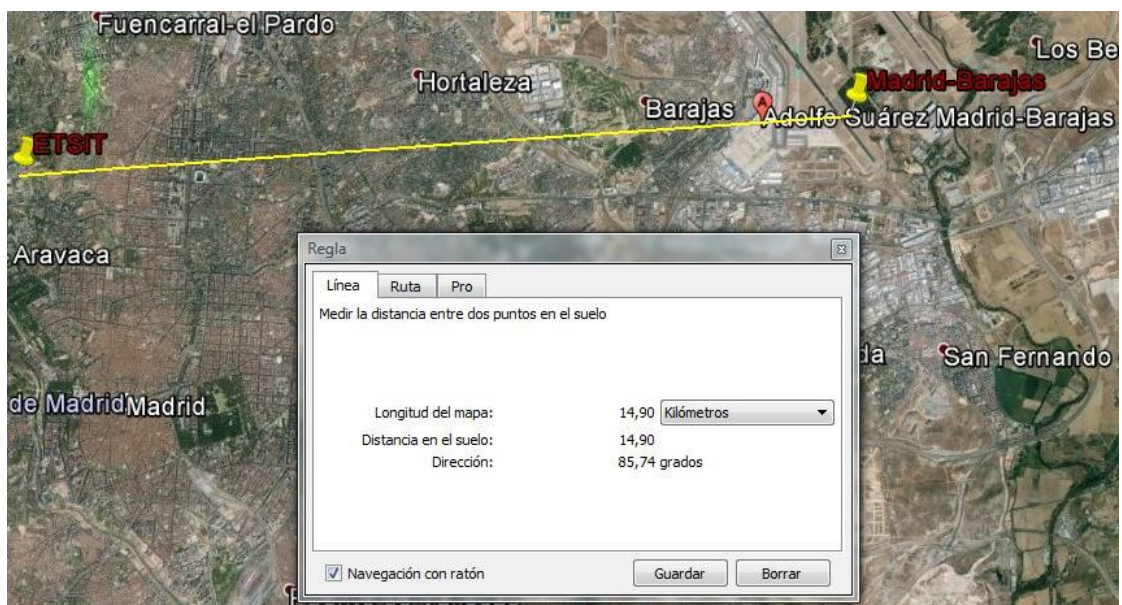 Fuencarral-el Pardo
Los Be
Hortaleza
Madrid-Barajas
Barajas
A
Adolfo Suárez Madrid-Barajas
ETSIT
Aravaca
Regla
Línea Ruta Pro
Medir la distancia entre dos puntos en el suelo
da
San Fernando
de Madrid
Madrid
Longitud del mapa: 14,90 Kilómetros
Distancia en el suelo: 14,90
Dirección: 85,74 grados
Navegación con ratón
Guardar
Borrar